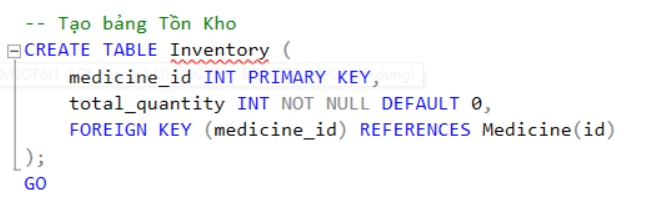 -- Tạo bảng Tồn Kho
CREATE TABLE Inventory (
medicine_id INT PRIMARY KEY,
total_quantity INT NOT NULL DEFAULT 0,
FOREIGN KEY (medicine_id) REFERENCES Medicine(id)
);
GO